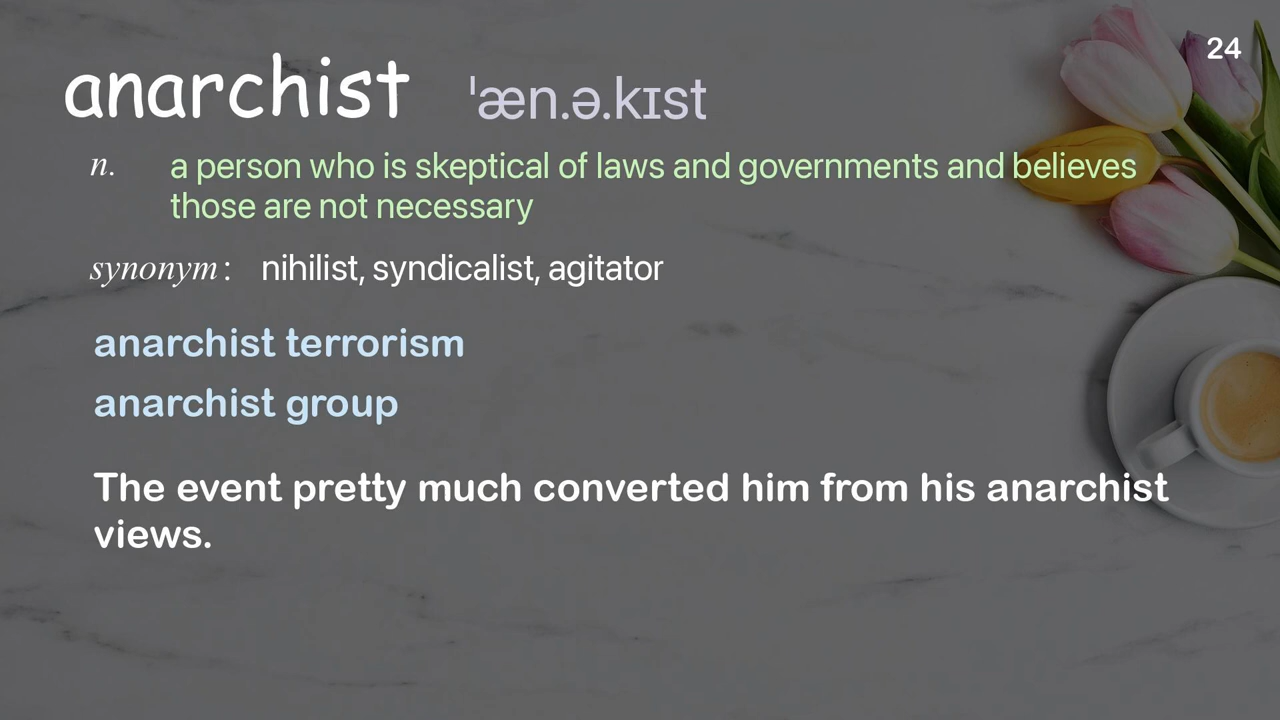 24
anarchist ˈæn.ə.kɪst
n. a person who is skeptical of laws and governments and believes
those are not necessary
synonym: nihilist, syndicalist, agitator
anarchist terrorism
anarchist group
The event pretty much converted him from his anarchist
views.